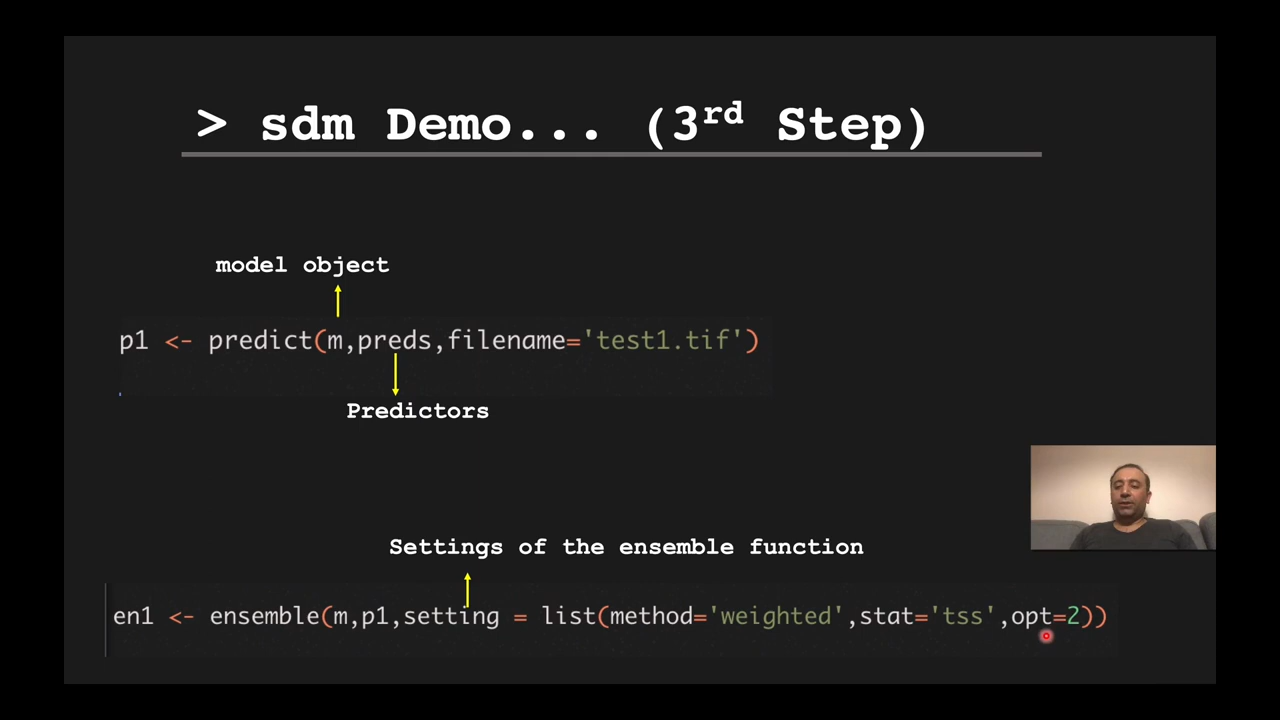 > sdm Demo... (3rd Step)
model object
p1 <- predict(m,preds,filename='test1.tif')
Predictors
Settings of the ensemble function
en1 <- ensemble(m,p1,setting = list(method='weighted',stat='tss',opt=2))